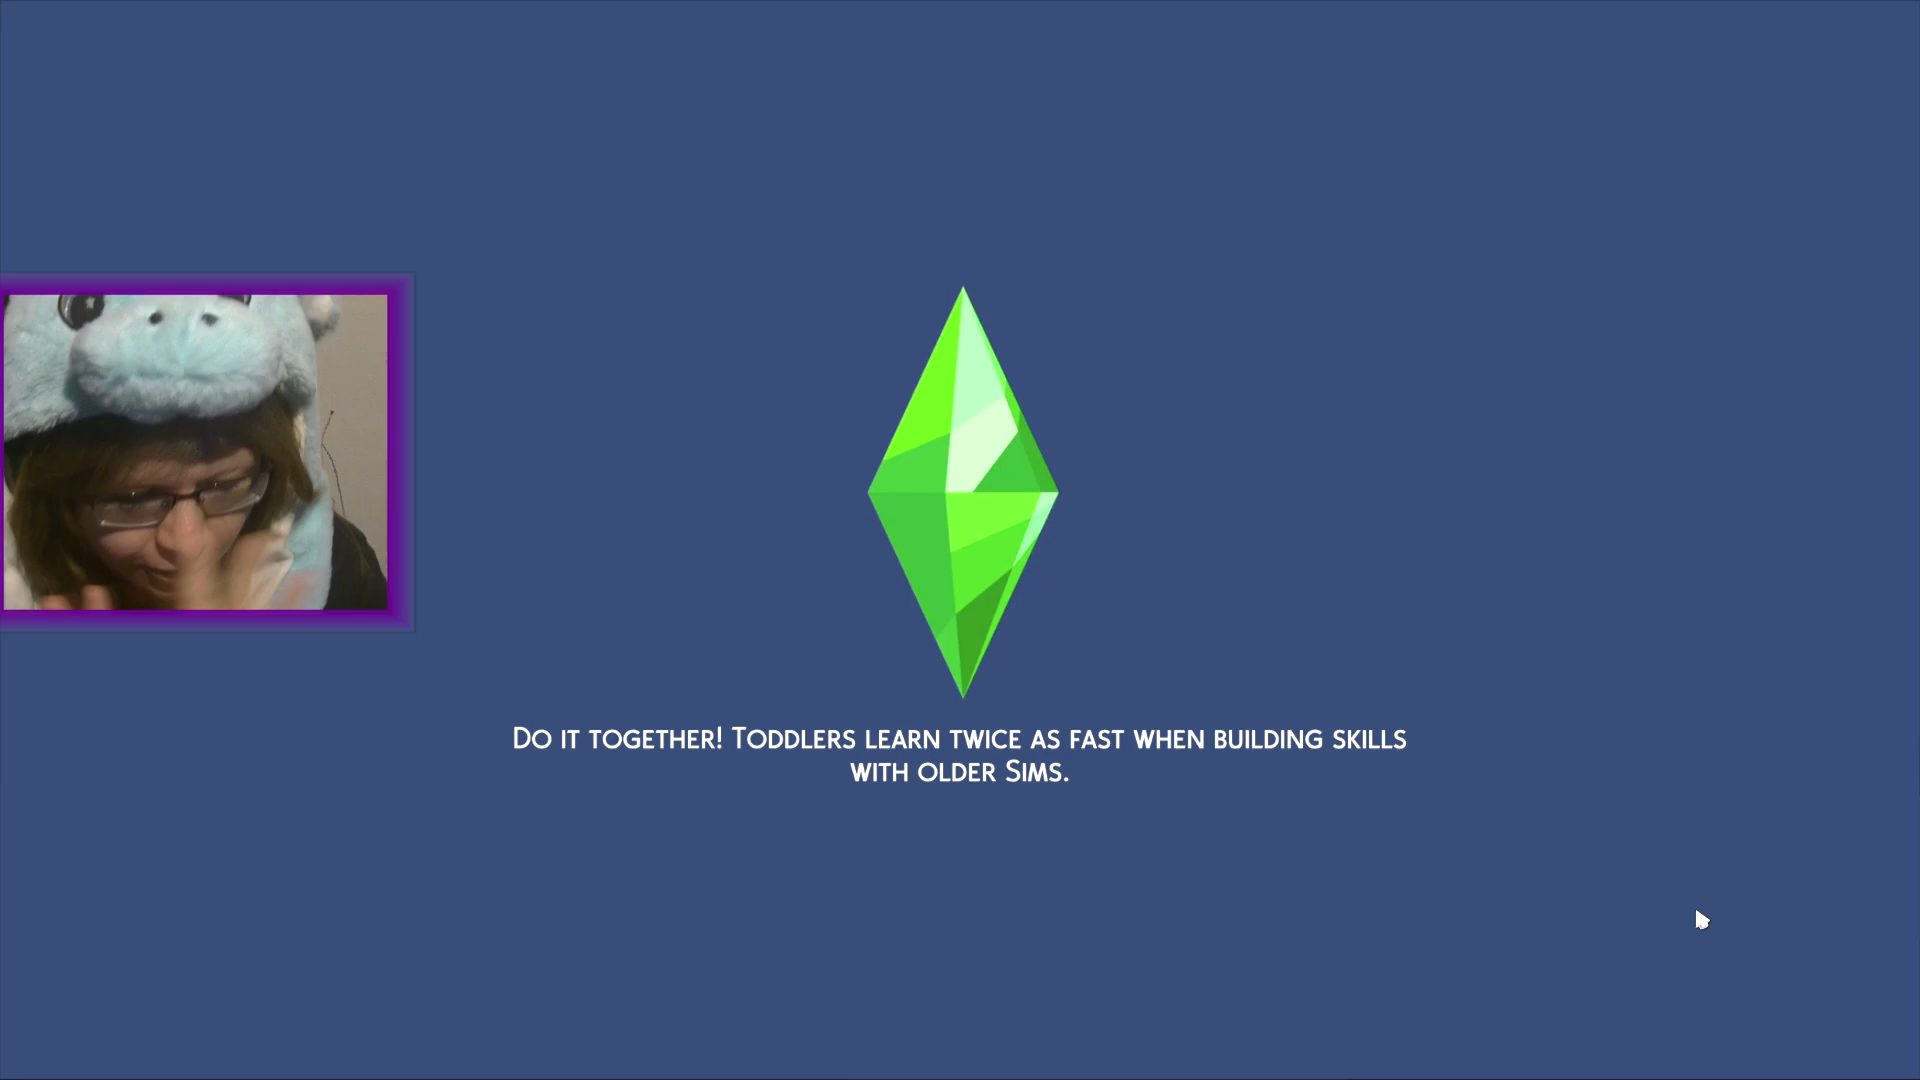 Do it together! Toddlers learn twice as fast when building skills
with older Sims.